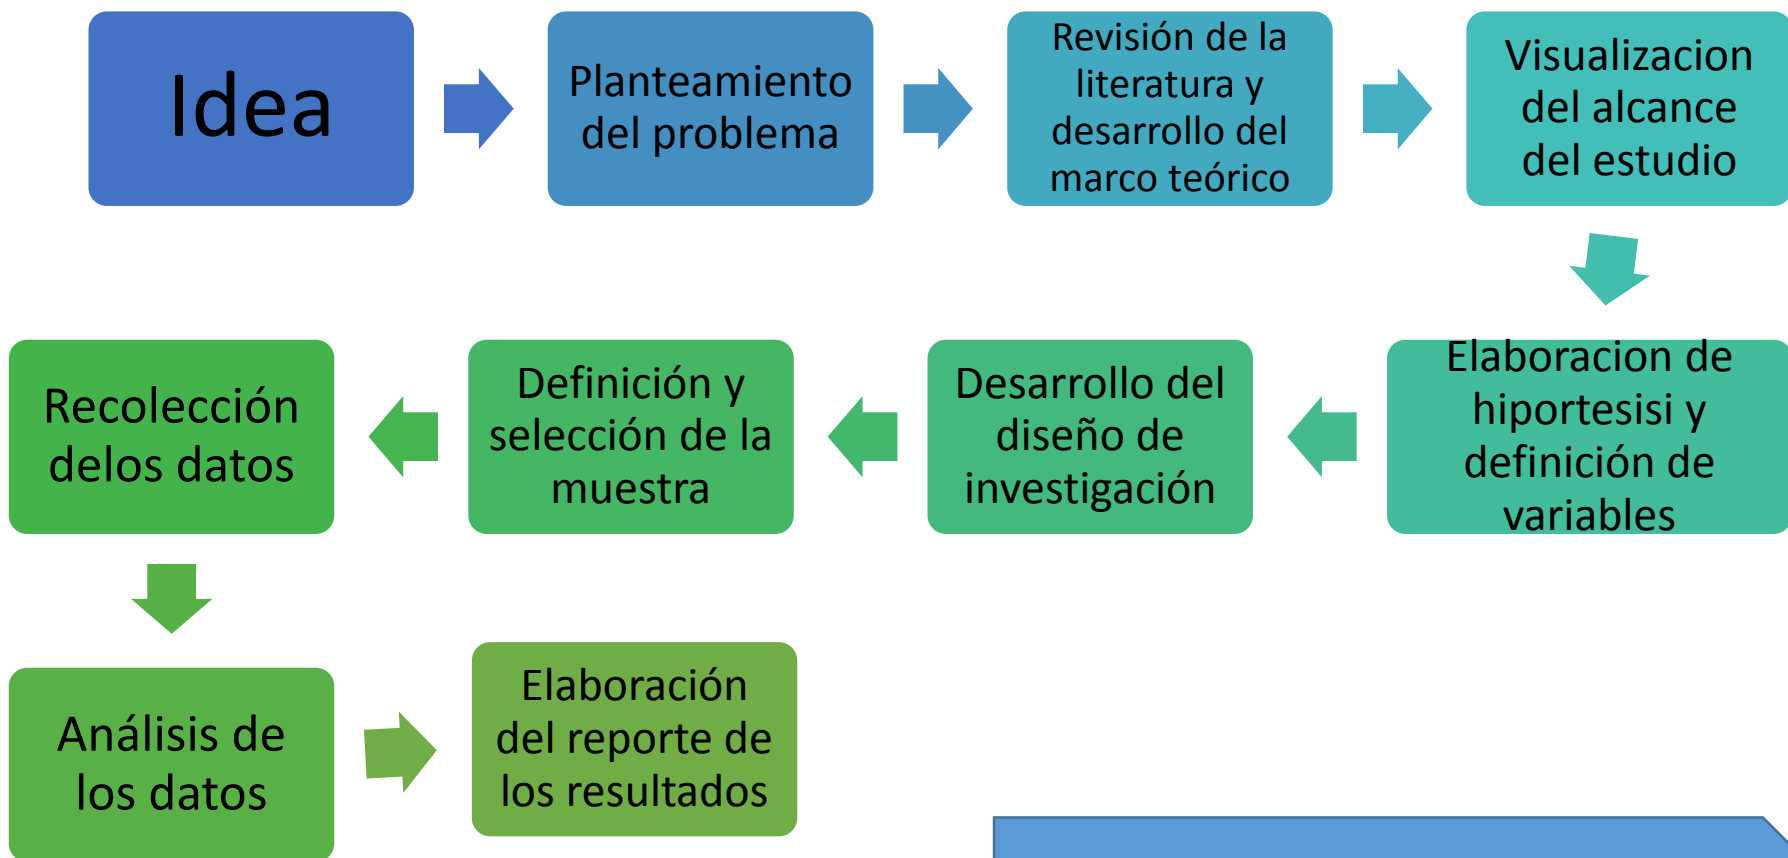 Idea
Planteamiento
del problema
Revisión de la
literatura y
desarrollo del
marco teórico
Visualizacion
del alcance
del estudio
Elaboracion de
hiportesisi y
definición de
variables
Desarrollo del
diseño de
investigación
Definición y
selección de la
muestra
Recolección
delos datos
Análisis de
los datos
Elaboración
del reporte de
los resultados